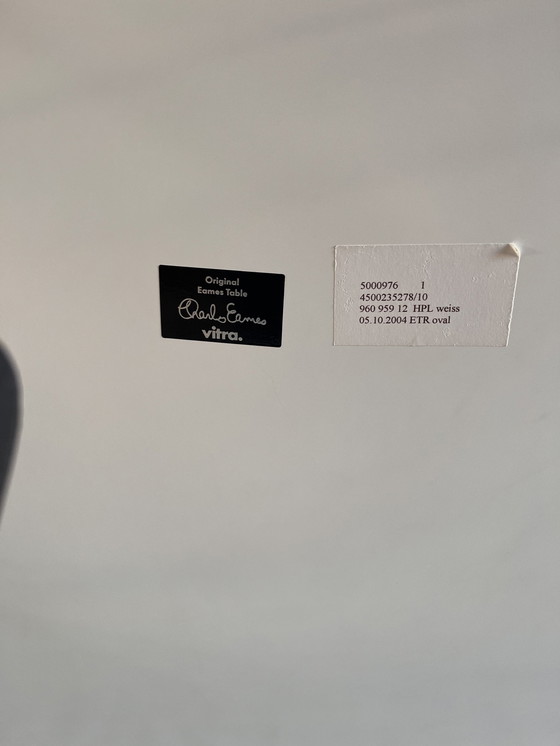 Original
Eames Table
Charles Eames
vitra.
5000976 1
4500235278/10
960 959 12 HPL weiss
05.10.2004 ETR oval